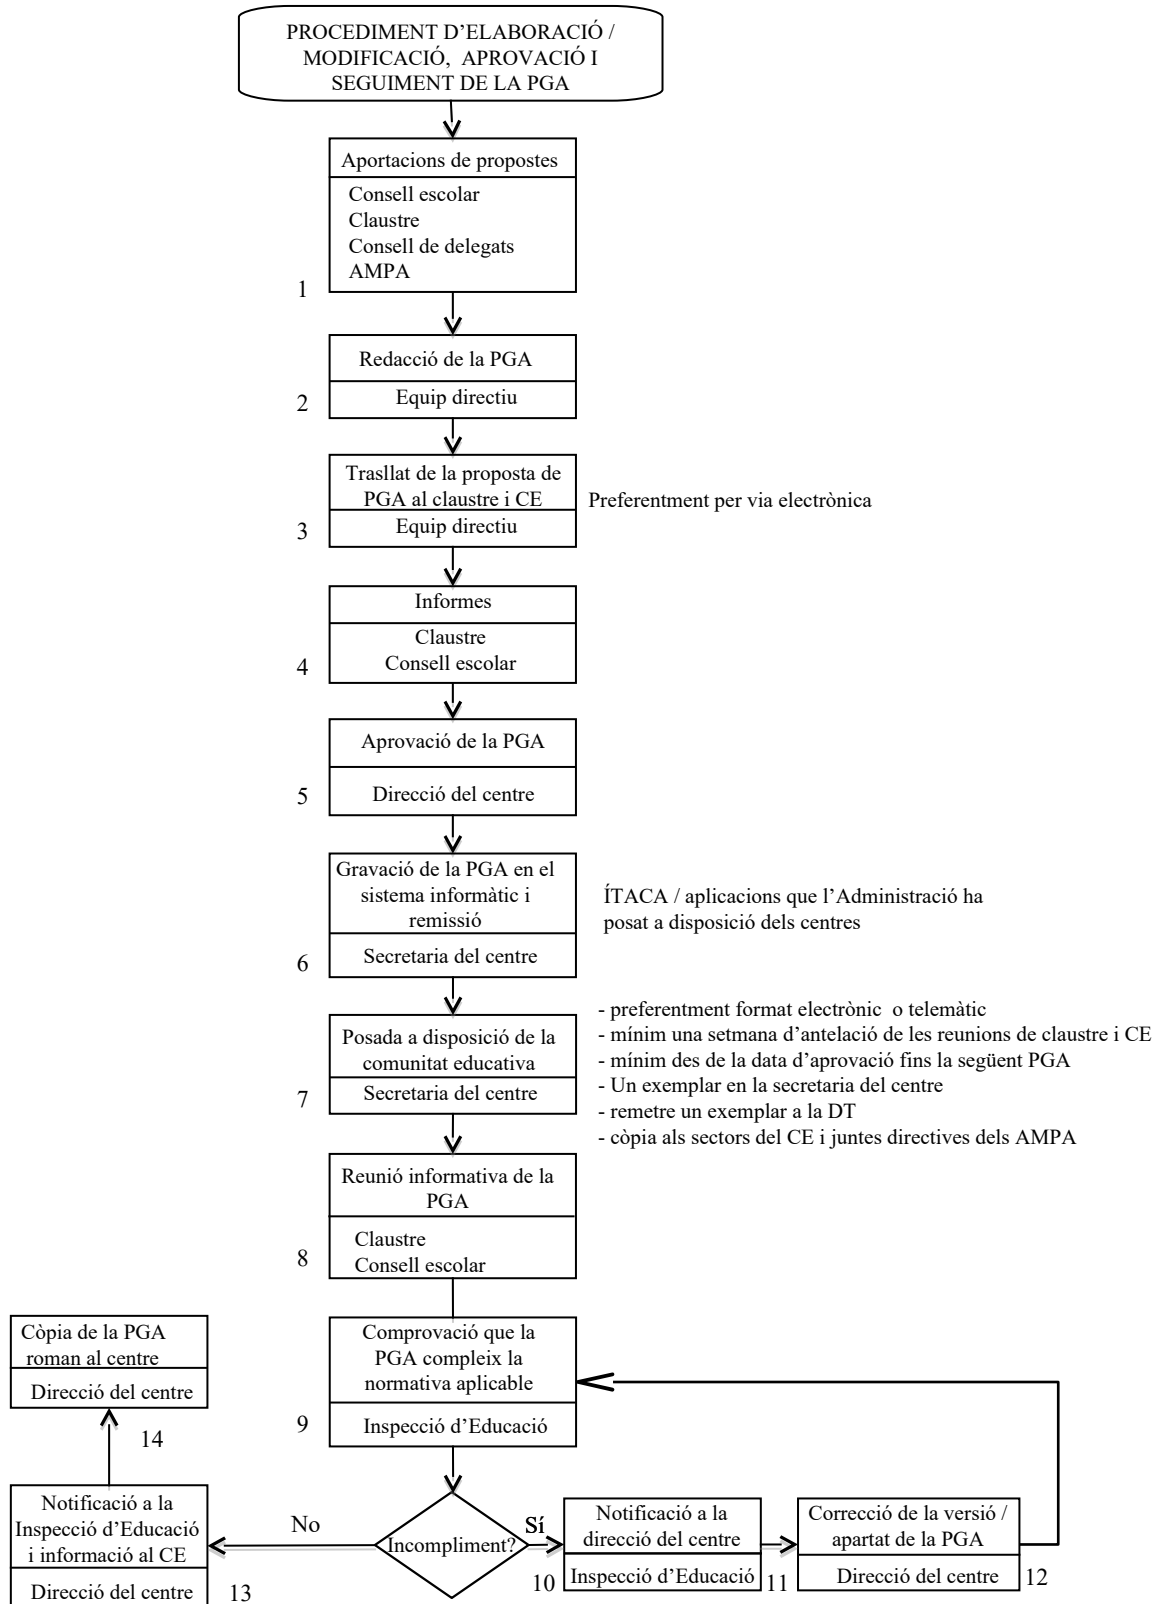 PROCEDIMENT D’ELABORACIÓ /
MODIFICACIÓ,  APROVACIÓ I
SEGUIMENT DE LA PGA
Aportacions de propostes
Consell escolar
Claustre
Consell de delegats
AMPA
1
Redacció de la PGA
Equip directiu
2
Trasllat de la proposta de
PGA al claustre i CE
Equip directiu
3
Preferentment per via electrònica
Informes
Claustre
Consell escolar
4
Aprovació de la PGA
Direcció del centre
5
Gravació de la PGA en el
sistema informàtic i
remissió
Secretaria del centre
6
ÍTACA / aplicacions que l’Administració ha
posat a disposició dels centres
Posada a disposició de la
comunitat educativa
Secretaria del centre
7
- preferentment format electrònic  o telemàtic
- mínim una setmana d’antelació de les reunions de claustre i CE
- mínim des de la data d’aprovació fins la següent PGA
- Un exemplar en la secretaria del centre
- remetre un exemplar a la DT
- còpia als sectors del CE i juntes directives dels AMPA
Reunió informativa de la
PGA
Claustre
Consell escolar
8
Comprovació que la
PGA compleix la
normativa aplicable
Inspecció d’Educació
9
Incompliment?
Sí
10
Notificació a la
direcció del centre
Inspecció d’Educació
11
Correcció de la versió /
apartat de la PGA
Direcció del centre
12
No
Notificació a la
Inspecció d’Educació
i informació al CE
Direcció del centre
13
Còpia de la PGA
roman al centre
Direcció del centre
14